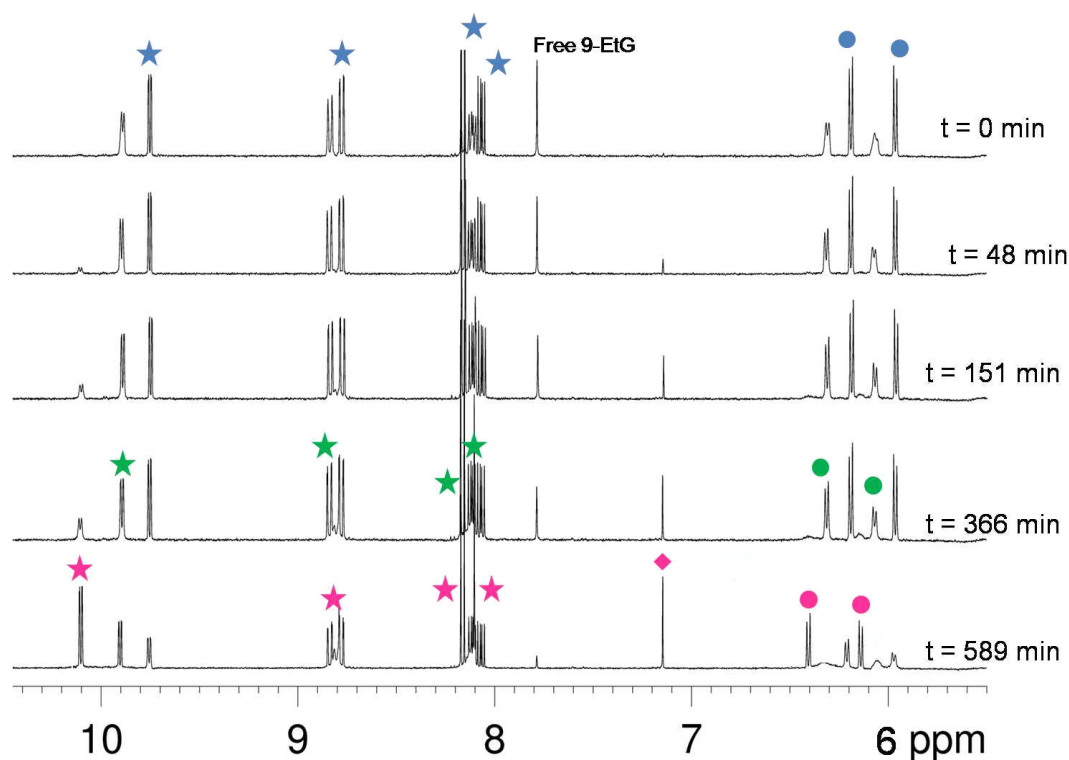 Free 9-EtG
t = 0 min
t = 48 min
t = 151 min
t = 366 min
t = 589 min
10 9 8 7 6 ppm